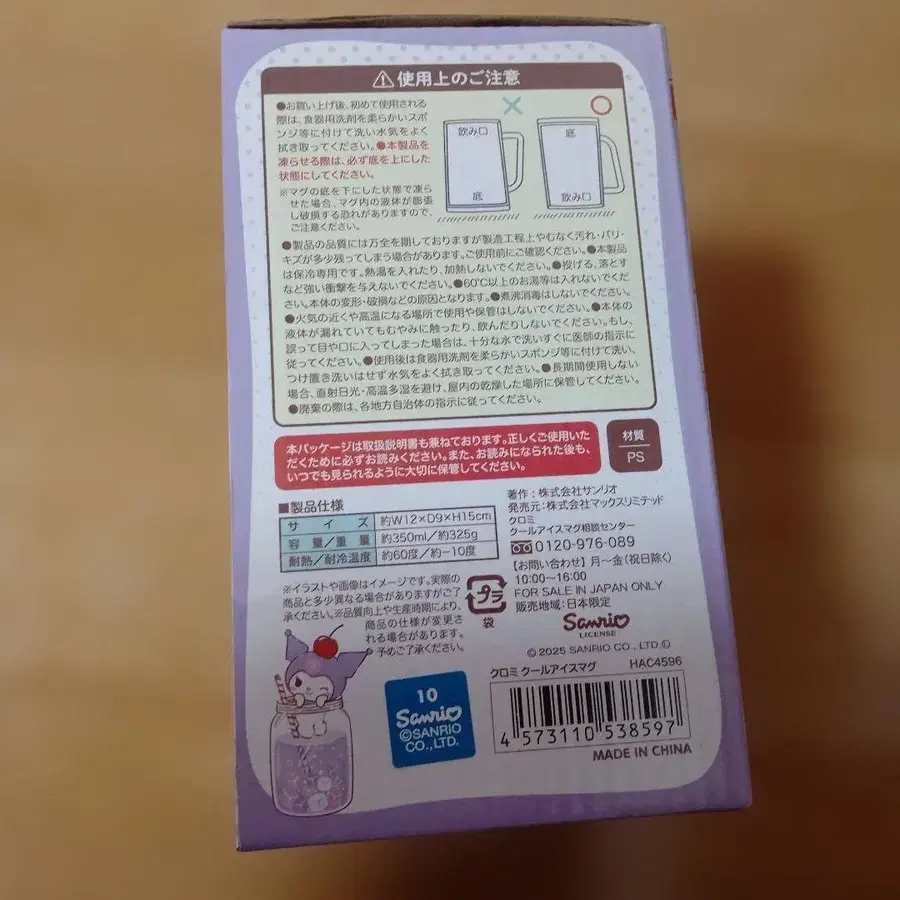 ⚠使用上のご注意
●お買い上げ後、初めて使用される
際は、食器用洗剤を柔らかいスポ
ンジ等に付けて洗い水気をよく
拭き取ってください。●本製品を
凍らせる際は、必ず底を上にした
状態にしてください。
※マグの底を下にした状態で凍ら
せた場合、マグ内の液体が膨張
し破損する恐れがありますので、
ご注意ください。
× ○
飲み口 底
底 飲み口
●製品の品質には万全を期しておりますが製造工程上やむなく汚れ・バリ・
キズが多少残ってしまう場合があります。ご使用前にご確認ください。●本製品
は保冷専用です。熱湯を入れたり、加熱しないでください。●投げる、落とす
など強い衝撃を与えないでください。●60℃以上のお湯等は入れないでくだ
さい。本体の変形・破損などの原因となります。●煮沸消毒はしないでください。
●火気の近くや高温になる場所で使用や保管はしないでください。●本体の
液体が漏れていてもむやみに触ったり、飲んだりしないでください。もし、
誤って目や口に入ってしまった場合は、十分な水で洗いすぐに医師の指示に
従ってください。●使用後は食器用洗剤を柔らかいスポンジ等に付けて洗い、
つけ置き洗いはせず水気をよく拭き取ってください。●長期間使用しない
場合、直射日光・高温多湿を避け、屋内の乾燥した場所に保管してください。
●廃棄の際は、各地方自治体の指示に従ってください。
本パッケージは取扱説明書も兼ねております。正しくご使用いた
だくために必ずお読みください。また、お読みになられた後も、
いつでも見られるように大切に保管してください。
材質
PS
■製品仕様
サイズ 約W12×D9×H15cm
容量/重量 約350ml/約325g
耐熱/耐冷温度 約60度/約-10度
※イラストや画像はイメージです。実際の
商品と多少異なる場合がありますがご了
承ください。※品質向上や生産時期により、
商品の仕様が変更さ
れる場合があります。
予めご了承ください。
プラ
袋
著作:株式会社サンリオ
発売元:株式会社マックスリミテッド
クロミ
クールアイスマグ相談センター
0120-976-089
【お問い合わせ】月〜金(祝日除く)
10:00〜16:00
FOR SALE IN JAPAN ONLY
販売地域:日本限定
Sanrio
LICENSE
© 2025 SANRIO CO., LTD. Ⓛ
クロミ クールアイスマグ HAC4596
10
Sanrio
©SANRIO
CO.,LTD.
4 573110 538597
MADE IN CHINA